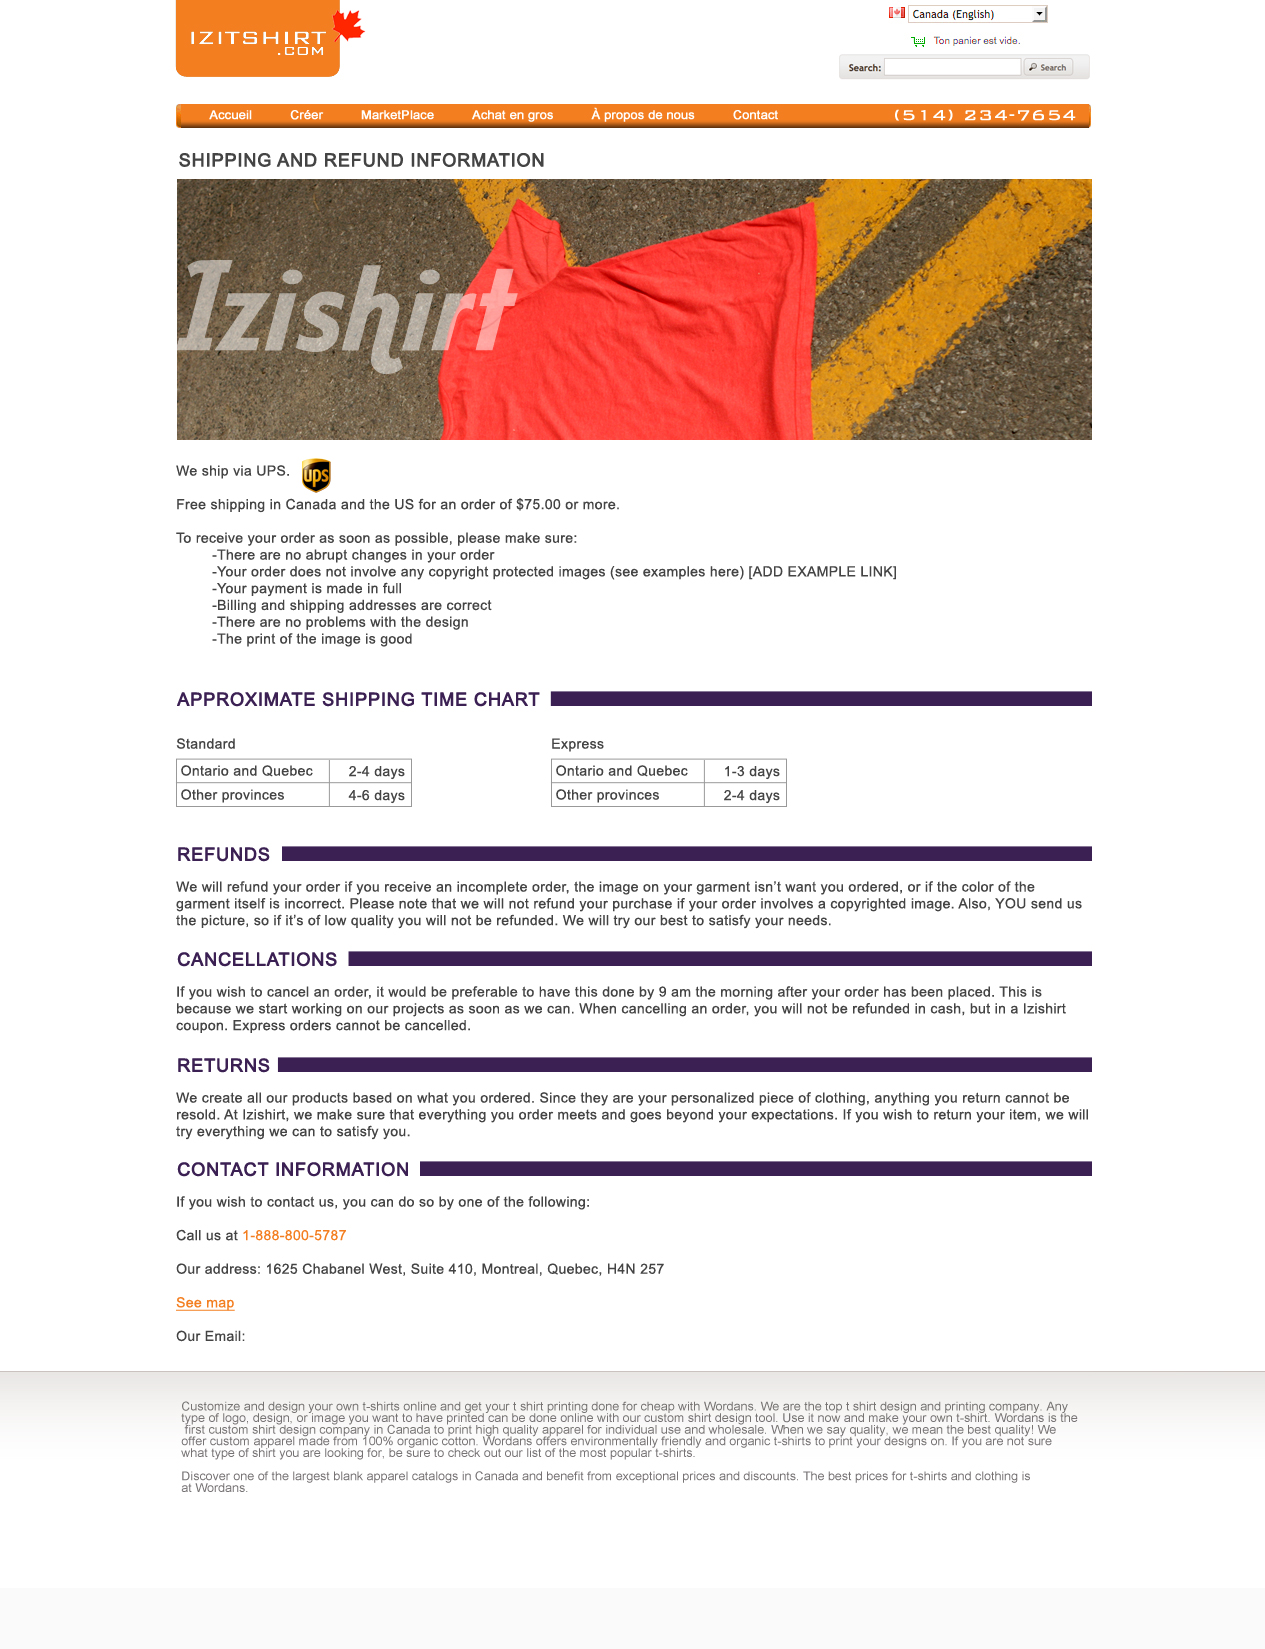 IZITSHIRT
.COM
Canada (English)
Ton panier est vide.
Search:
Search
Accueil
Créer
MarketPlace
Achat en gros
À propos de nous
Contact
(514) 234-7654
SHIPPING AND REFUND INFORMATION
Izishirt
We ship via UPS.
ups
Free shipping in Canada and the US for an order of $75.00 or more.
To receive your order as soon as possible, please make sure:
-There are no abrupt changes in your order
-Your order does not involve any copyright protected images (see examples here) [ADD EXAMPLE LINK]
-Your payment is made in full
-Billing and shipping addresses are correct
-There are no problems with the design
-The print of the image is good
APPROXIMATE SHIPPING TIME CHART
Standard
Ontario and Quebec 2-4 days
Other provinces 4-6 days
Express
Ontario and Quebec 1-3 days
Other provinces 2-4 days
REFUNDS
We will refund your order if you receive an incomplete order, the image on your garment isn't want you ordered, or if the color of the
garment itself is incorrect. Please note that we will not refund your purchase if your order involves a copyrighted image. Also, YOU send us
the picture, so if it's of low quality you will not be refunded. We will try our best to satisfy your needs.
CANCELLATIONS
If you wish to cancel an order, it would be preferable to have this done by 9 am the morning after your order has been placed. This is
because we start working on our projects as soon as we can. When cancelling an order, you will not be refunded in cash, but in a Izishirt
coupon. Express orders cannot be cancelled.
RETURNS
We create all our products based on what you ordered. Since they are your personalized piece of clothing, anything you return cannot be
resold. At Izishirt, we make sure that everything you order meets and goes beyond your expectations. If you wish to return your item, we will
try everything we can to satisfy you.
CONTACT INFORMATION
If you wish to contact us, you can do so by one of the following:
Call us at 1-888-800-5787
Our address: 1625 Chabanel West, Suite 410, Montreal, Quebec, H4N 257
See map
Our Email:
Customize and design your own t-shirts online and get your t shirt printing done for cheap with Wordans. We are the top t shirt design and printing company. Any
type of logo, design, or image you want to have printed can be done online with our custom shirt design tool. Use it now and make your own t-shirt. Wordans is the
first custom shirt design company in Canada to print high quality apparel for individual use and wholesale. When we say quality, we mean the best quality! We
offer custom apparel made from 100% organic cotton. Wordans offers environmentally friendly and organic t-shirts to print your designs on. If you are not sure
what type of shirt you are looking for, be sure to check out our list of the most popular t-shirts.
Discover one of the largest blank apparel catalogs in Canada and benefit from exceptional prices and discounts. The best prices for t-shirts and clothing is
at Wordans.